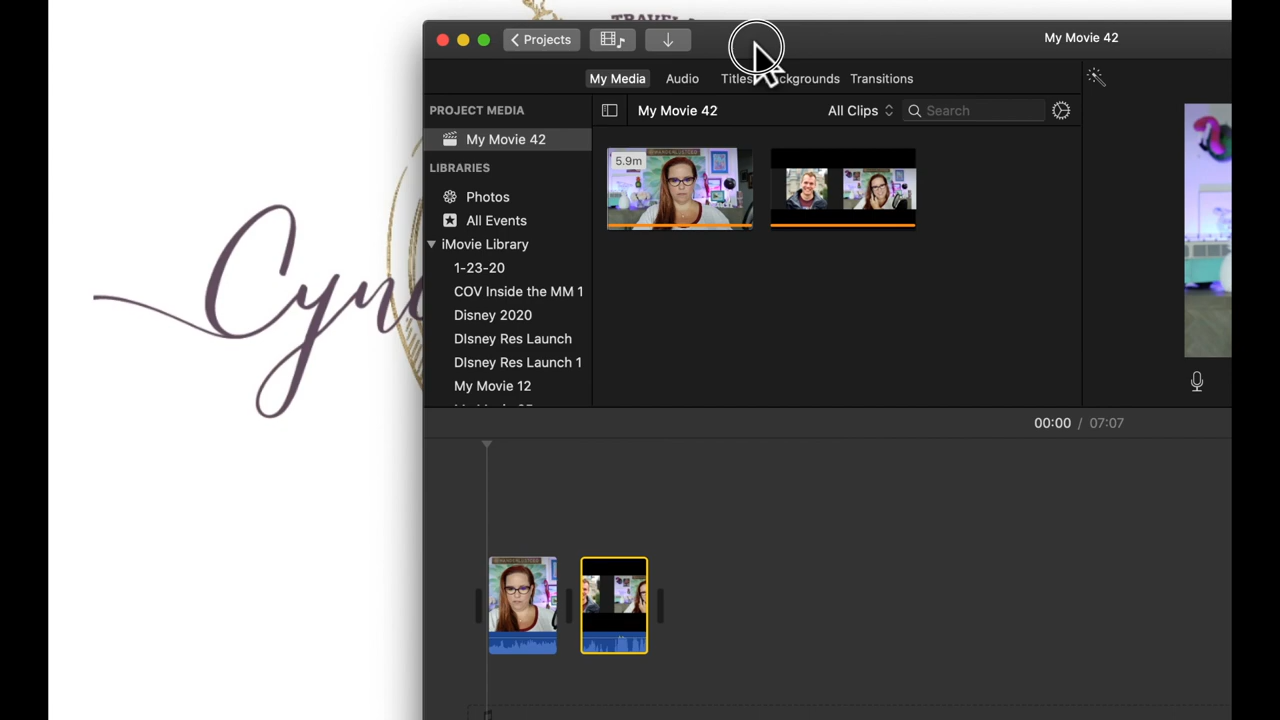 Projects
My Movie 42
My Media Audio Titles Transitions
PROJECT MEDIA
My Movie 42
All Clips
Search
My Movie 42
LIBRARIES
5.9m
Photos
All Events
iMovie Library
1-23-20
COV Inside the MM 1
Disney 2020
DIsney Res Launch
DIsney Res Launch 1
My Movie 12
00:00 / 07:07